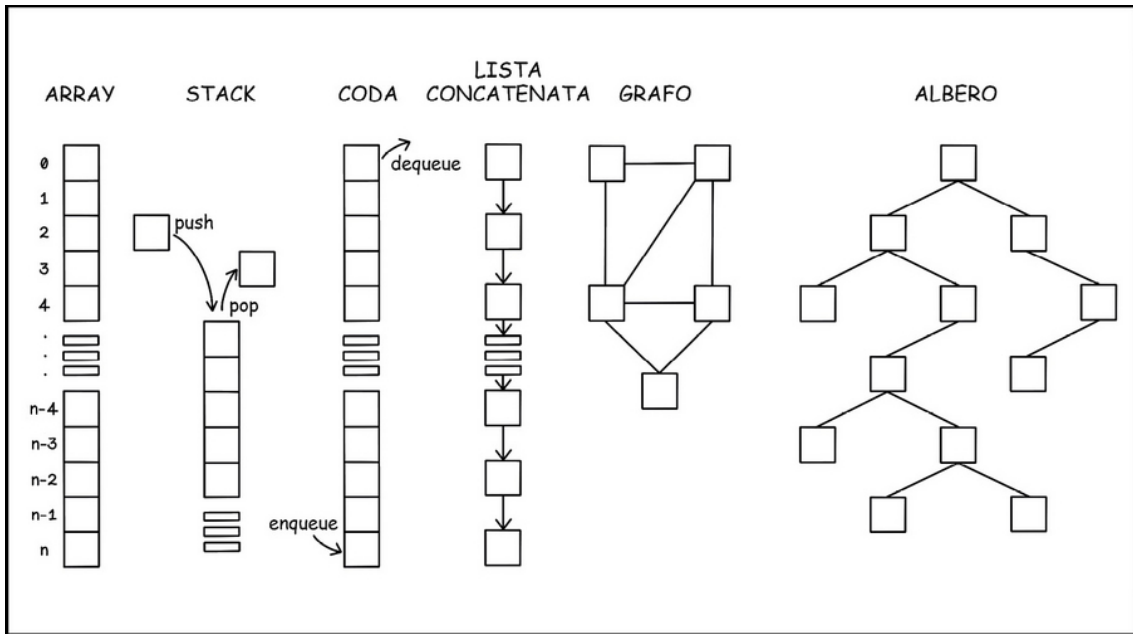 ARRAY
STACK
CODA
LISTA
CONCATENATA
GRAFO
ALBERO
0
1
2
3
4
.
.
.
n-4
n-3
n-2
n-1
n
push
pop
dequeue
enqueue